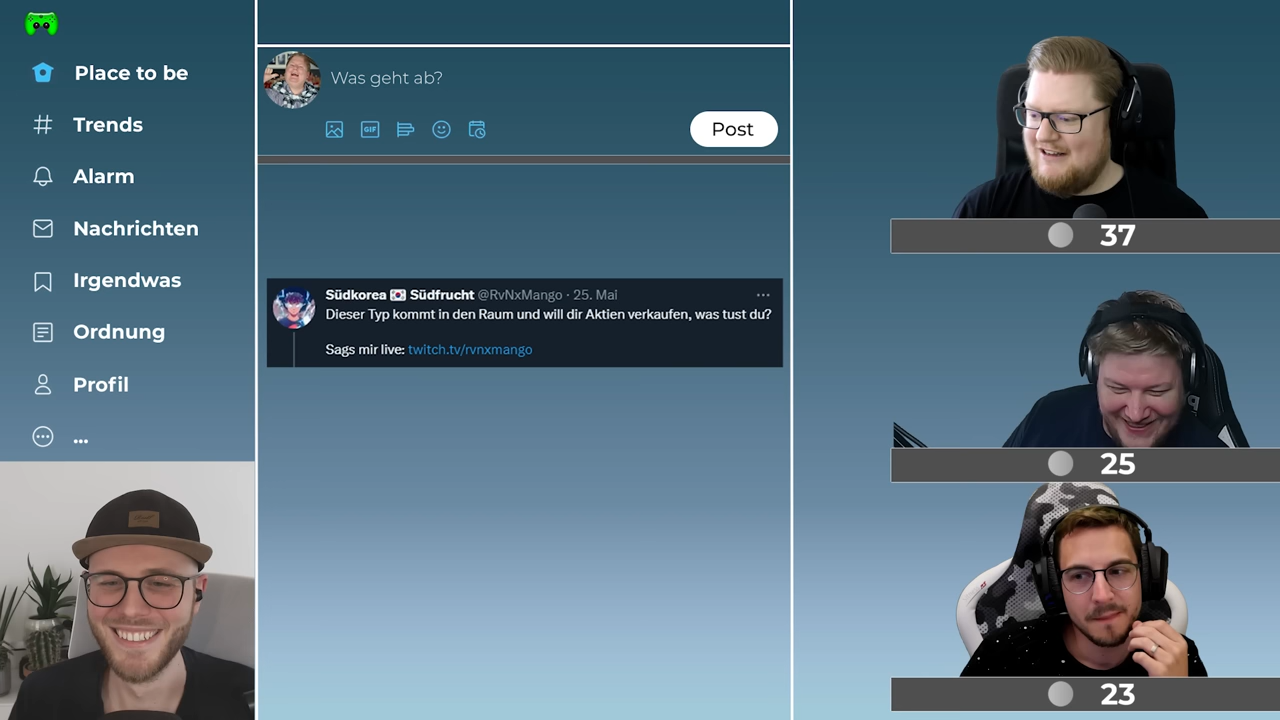 Place to be
Trends
Alarm
Nachrichten
Irgendwas
Ordnung
Profil
...
Was geht ab?
GIF
Post
Südkorea 🇰🇷 Südfrucht @RvNxMango · 25. Mai ...
Dieser Typ kommt in den Raum und will dir Aktien verkaufen, was tust du?
Sags mir live: twitch.tv/rvnxmango
37
25
23